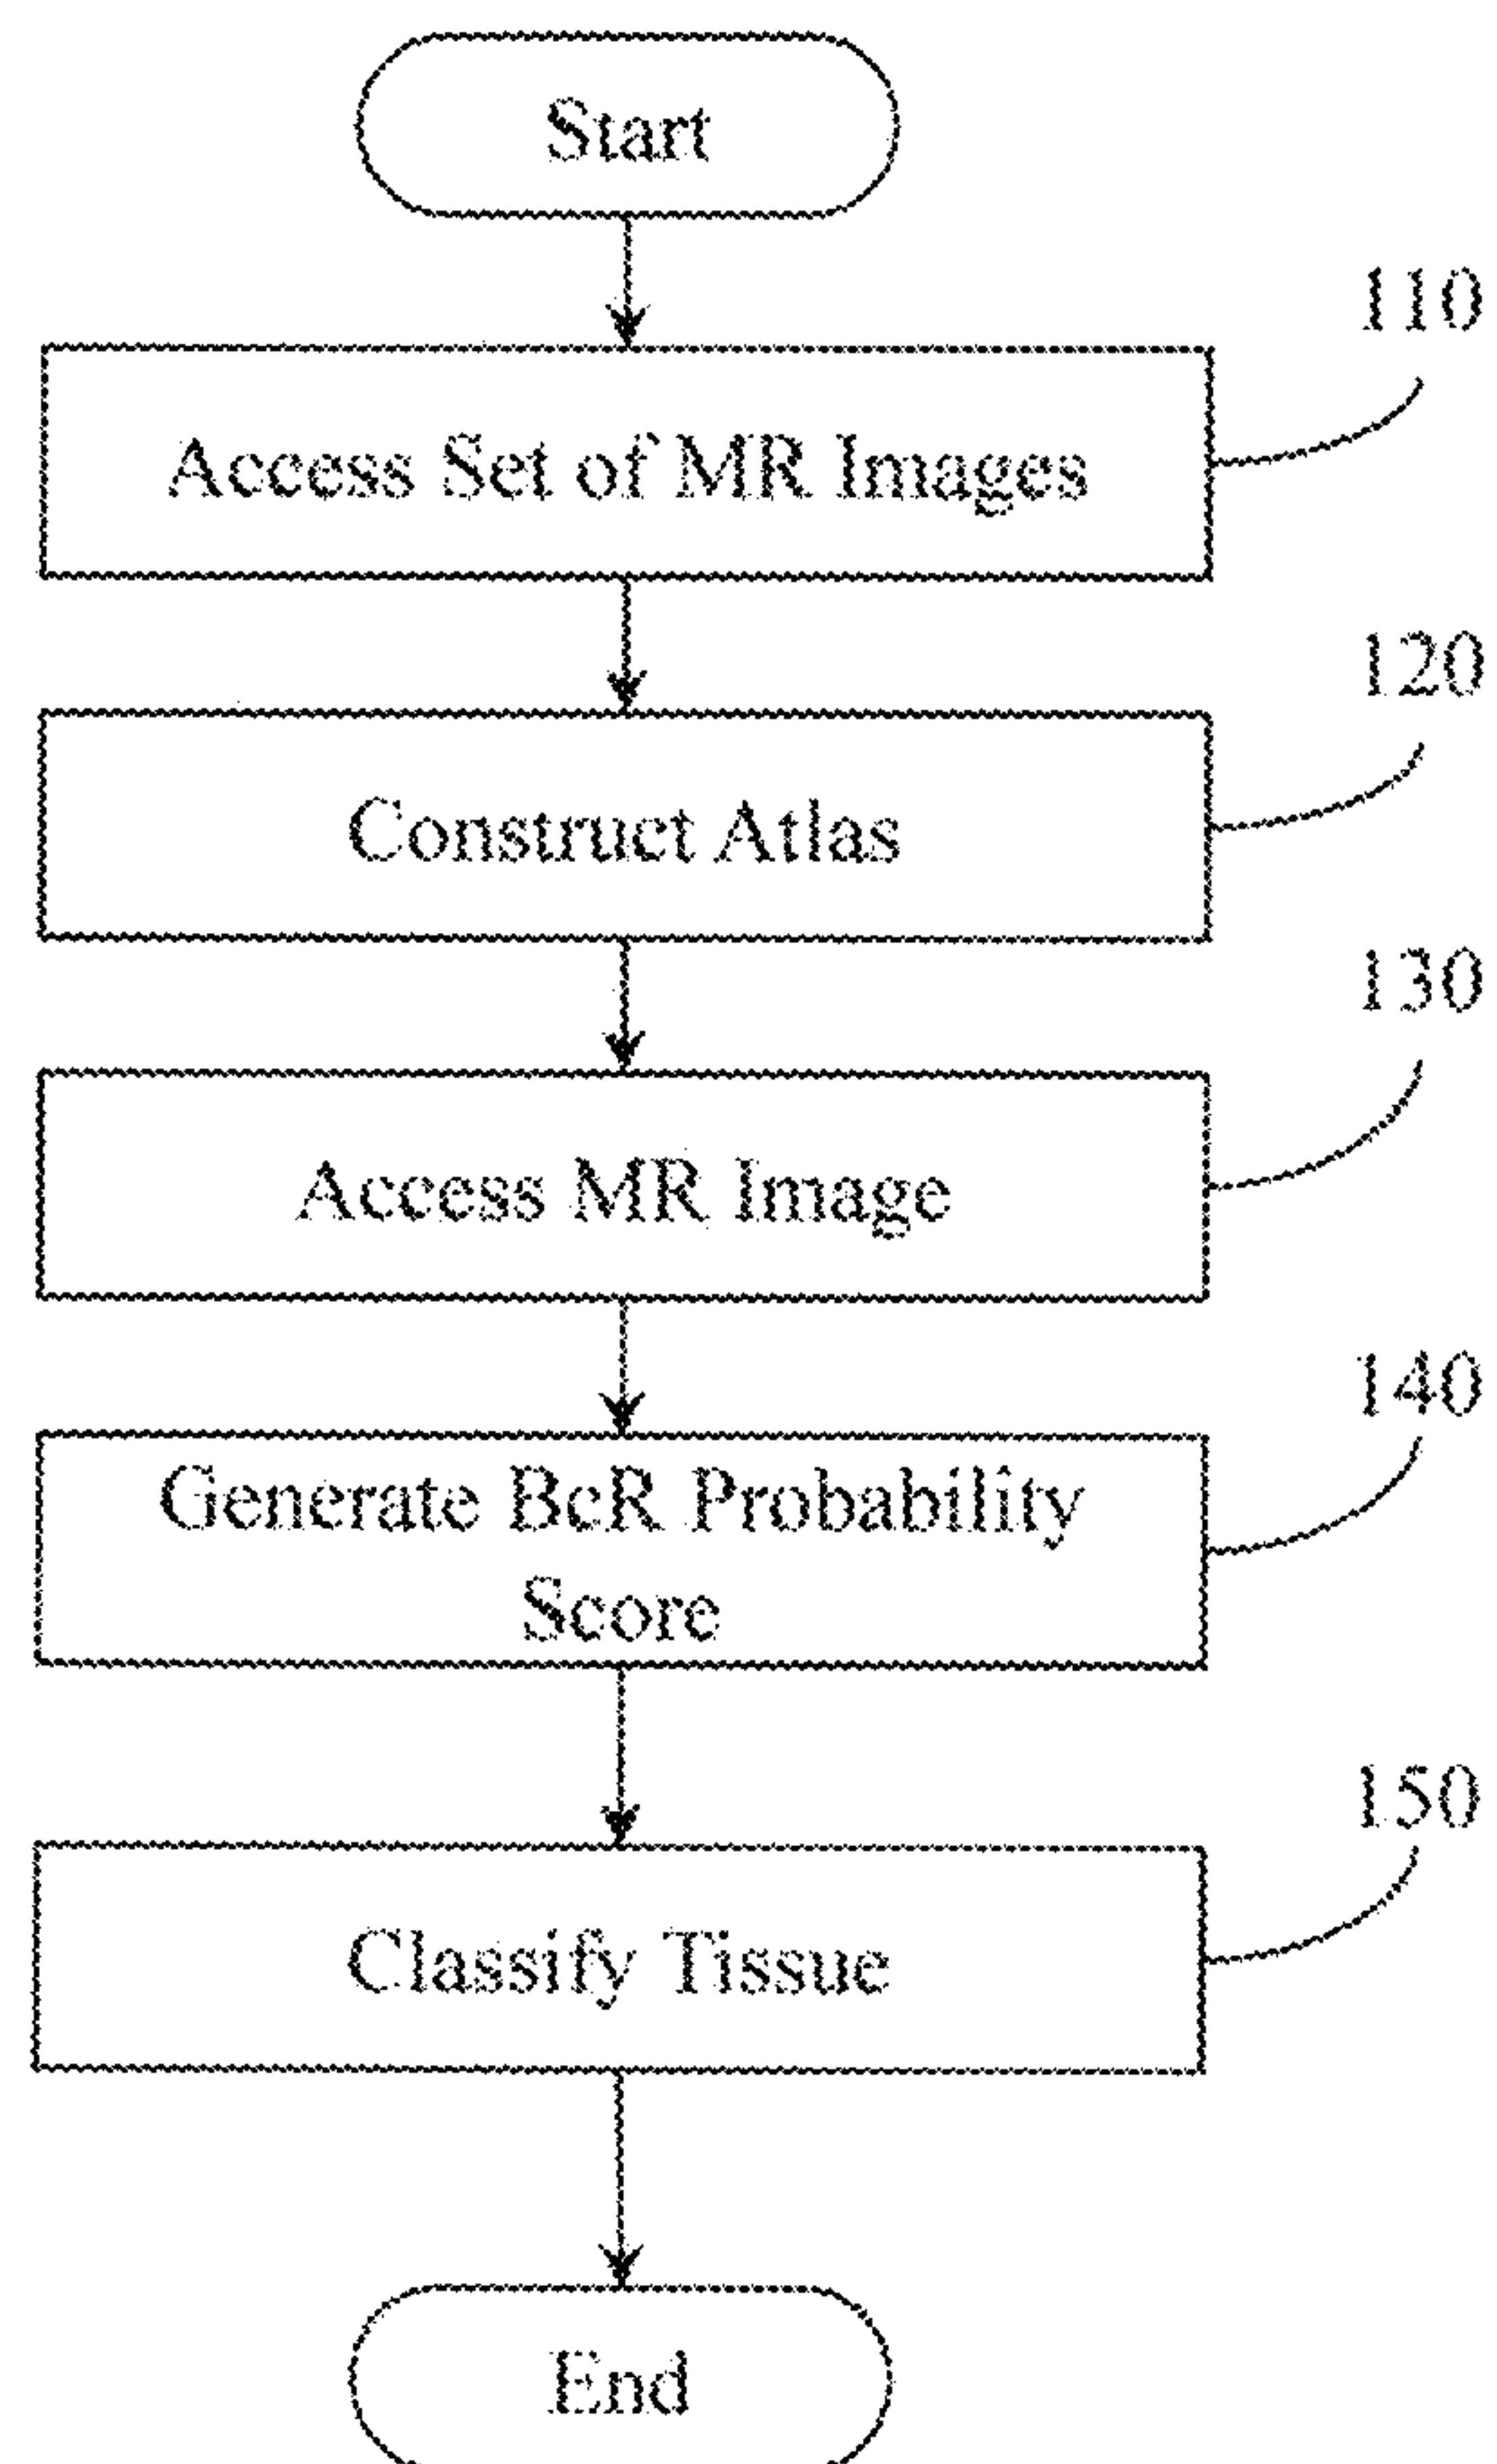 Start
110
Access Set of MR Images
120
Construct Atlas
130
Access MR Image
140
Generate BcR Probability
Score
150
Classify Tissue
End